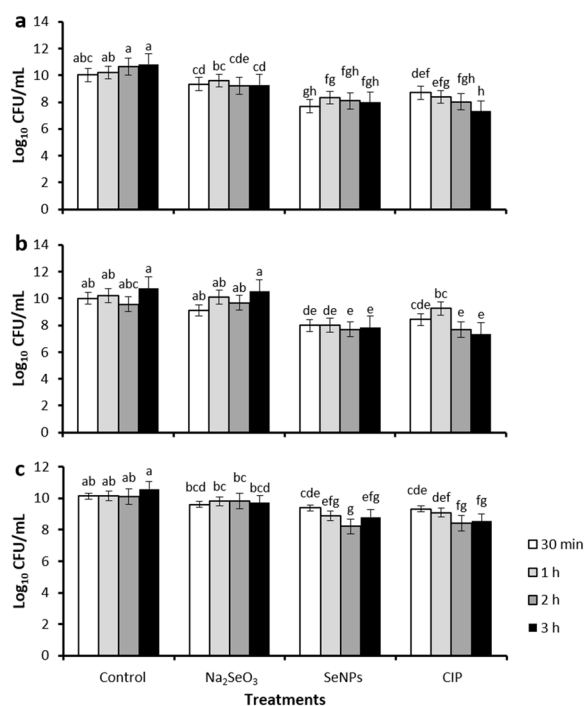 a
14
12
10
8
6
4
2
0
Log10 CFU/mL
abc ab a a
cd bc cde cd
gh fg fgh fgh
def efg fgh h
b
14
12
10
8
6
4
2
0
Log10 CFU/mL
ab ab abc a
ab ab ab a
de de e e
cde bc e e
c
12
10
8
6
4
2
0
Log10 CFU/mL
ab ab ab a
bcd bc bc bcd
cde efg g efg
cde def fg fg
30 min
1 h
2 h
3 h
Control Na2SeO3 SeNPs CIP
Treatments